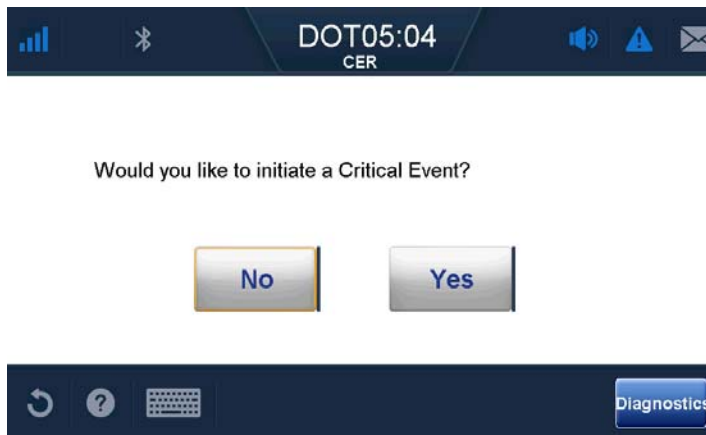 DOT05:04
CER
Would you like to initiate a Critical Event?
No
Yes
?
Diagnostics